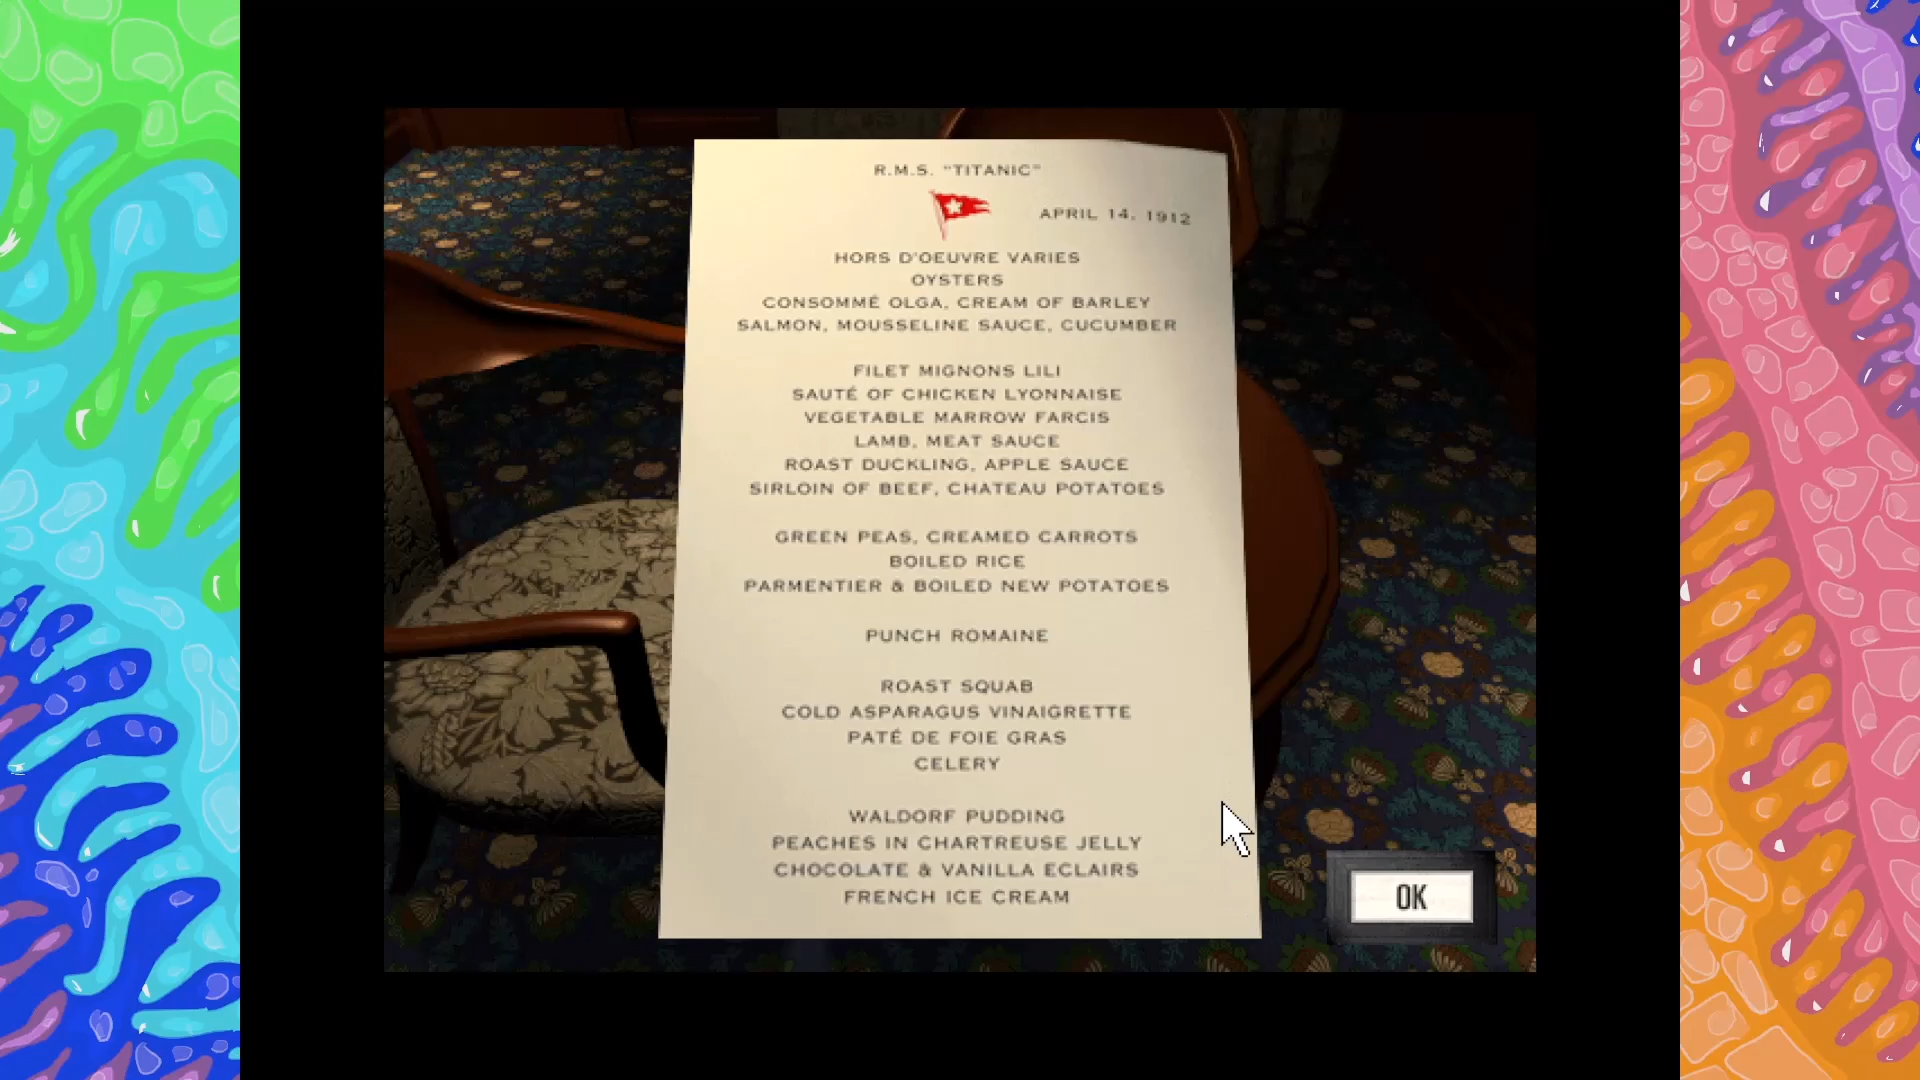 R.M.S. "TITANIC"
APRIL 14, 1912
HORS D'OEUVRE VARIES
OYSTERS
CONSOMMÉ OLGA, CREAM OF BARLEY
SALMON, MOUSSELINE SAUCE, CUCUMBER
FILET MIGNONS LILI
SAUTÉ OF CHICKEN LYONNAISE
VEGETABLE MARROW FARCIS
LAMB, MEAT SAUCE
ROAST DUCKLING, APPLE SAUCE
SIRLOIN OF BEEF, CHATEAU POTATOES
GREEN PEAS, CREAMED CARROTS
BOILED RICE
PARMENTIER & BOILED NEW POTATOES
PUNCH ROMAINE
ROAST SQUAB
COLD ASPARAGUS VINAIGRETTE
PATÉ DE FOIE GRAS
CELERY
WALDORF PUDDING
PEACHES IN CHARTREUSE JELLY
CHOCOLATE & VANILLA ECLAIRS
FRENCH ICE CREAM
OK